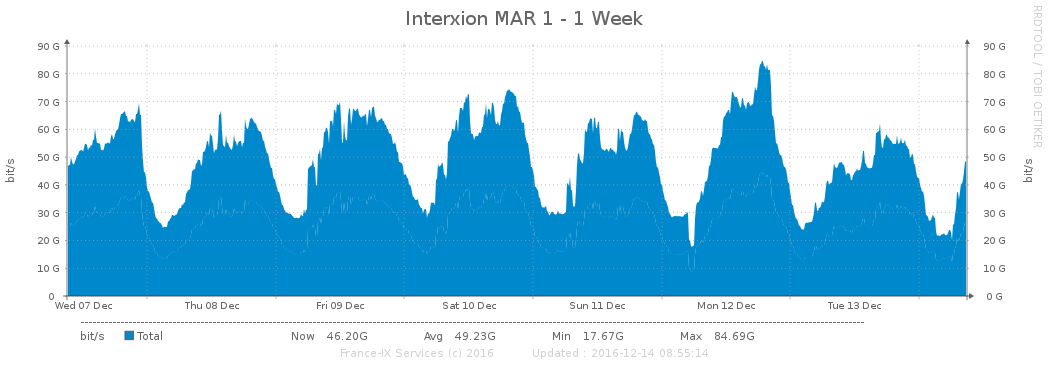 Interxion MAR 1 - 1 Week
RRDTOOL / TOBI OETIKER
90 G 90 G
80 G 80 G
70 G 70 G
60 G 60 G
50 G 50 G
40 G 40 G
30 G 30 G
20 G 20 G
10 G 10 G
0 0 G
bit/s
bit/s
Wed 07 Dec Thu 08 Dec Fri 09 Dec Sat 10 Dec Sun 11 Dec Mon 12 Dec Tue 13 Dec
bit/s Total Now 46.20G Avg 49.23G Min 17.67G Max 84.69G
France-IX Services (c) 2016 Updated : 2016-12-14 08:55:14